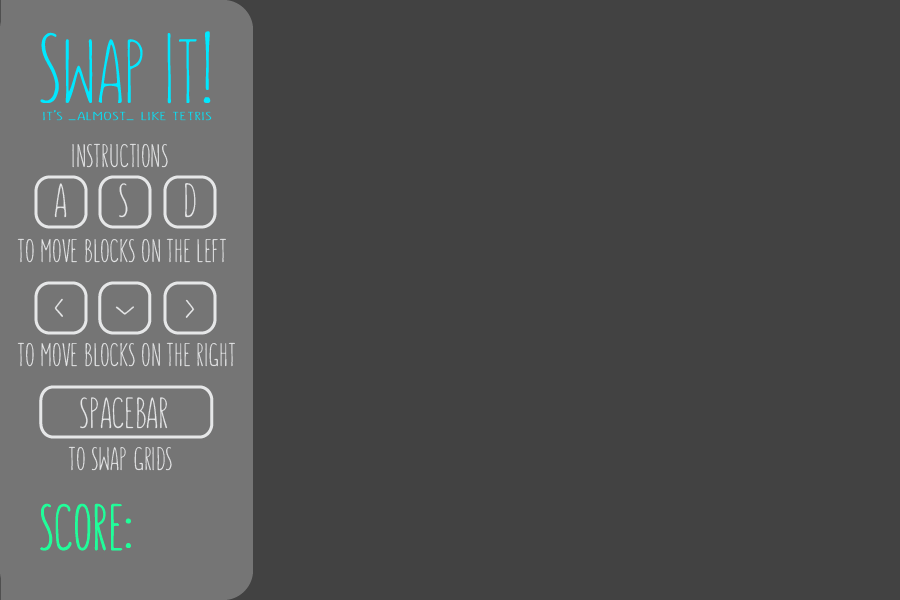 SWAP IT!
IT'S _ALMOST_ LIKE TETRIS
INSTRUCTIONS
A S D
TO MOVE BLOCKS ON THE LEFT
TO MOVE BLOCKS ON THE RIGHT
SPACEBAR
TO SWAP GRIDS
SCORE: